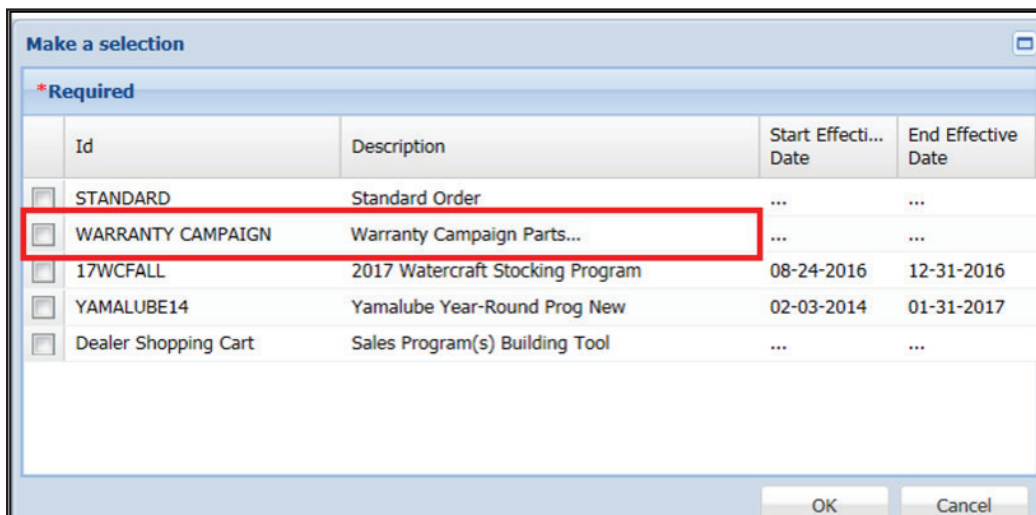 Make a selection
*Required
Id Description Start Effecti... Date End Effective Date
STANDARD Standard Order ... ...
WARRANTY CAMPAIGN Warranty Campaign Parts... ... ...
17WCFALL 2017 Watercraft Stocking Program 08-24-2016 12-31-2016
YAMALUBE14 Yamalube Year-Round Prog New 02-03-2014 01-31-2017
Dealer Shopping Cart Sales Program(s) Building Tool ... ...
OK Cancel